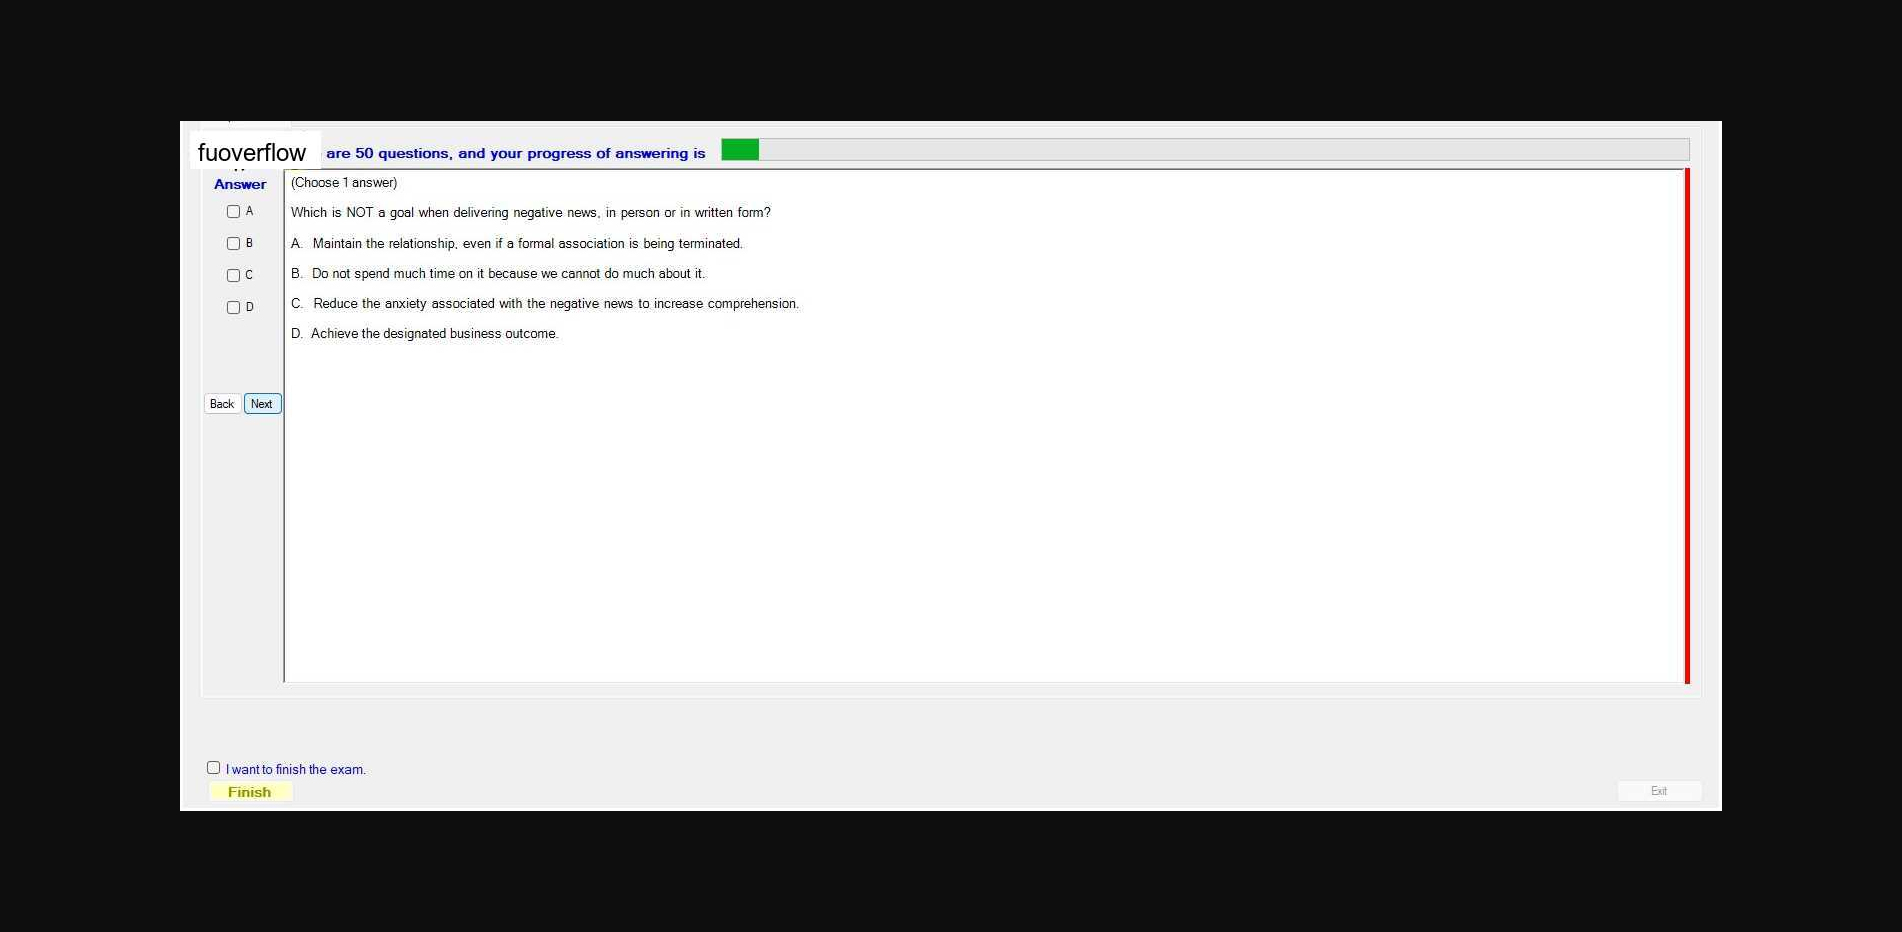 fuoverflow are 50 questions, and your progress of answering is
Answer
(Choose 1 answer)
A
Which is NOT a goal when delivering negative news, in person or in written form?
B
A. Maintain the relationship, even if a formal association is being terminated.
C
B. Do not spend much time on it because we cannot do much about it.
D
C. Reduce the anxiety associated with the negative news to increase comprehension.
D. Achieve the designated business outcome.
Back Next
I want to finish the exam.
Finish
Exit